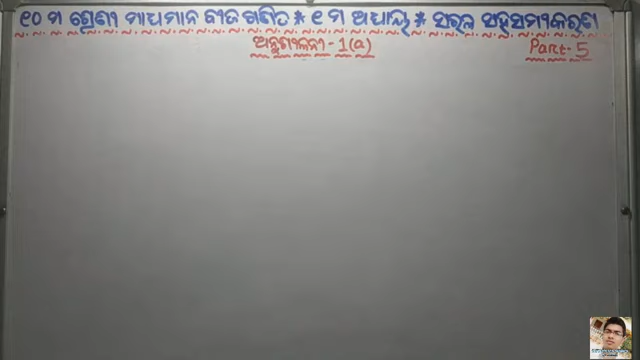 ୧୦ ମ ଶ୍ରେଣୀ ମାଧ୍ୟମାନ ବୀଜଗଣିତ * ୧ ମ ଅଧ୍ୟାୟ * ସରଳ ସହସମୀକରଣ
ଅନୁଶୀଳନୀ - 1(a)
Part - 5